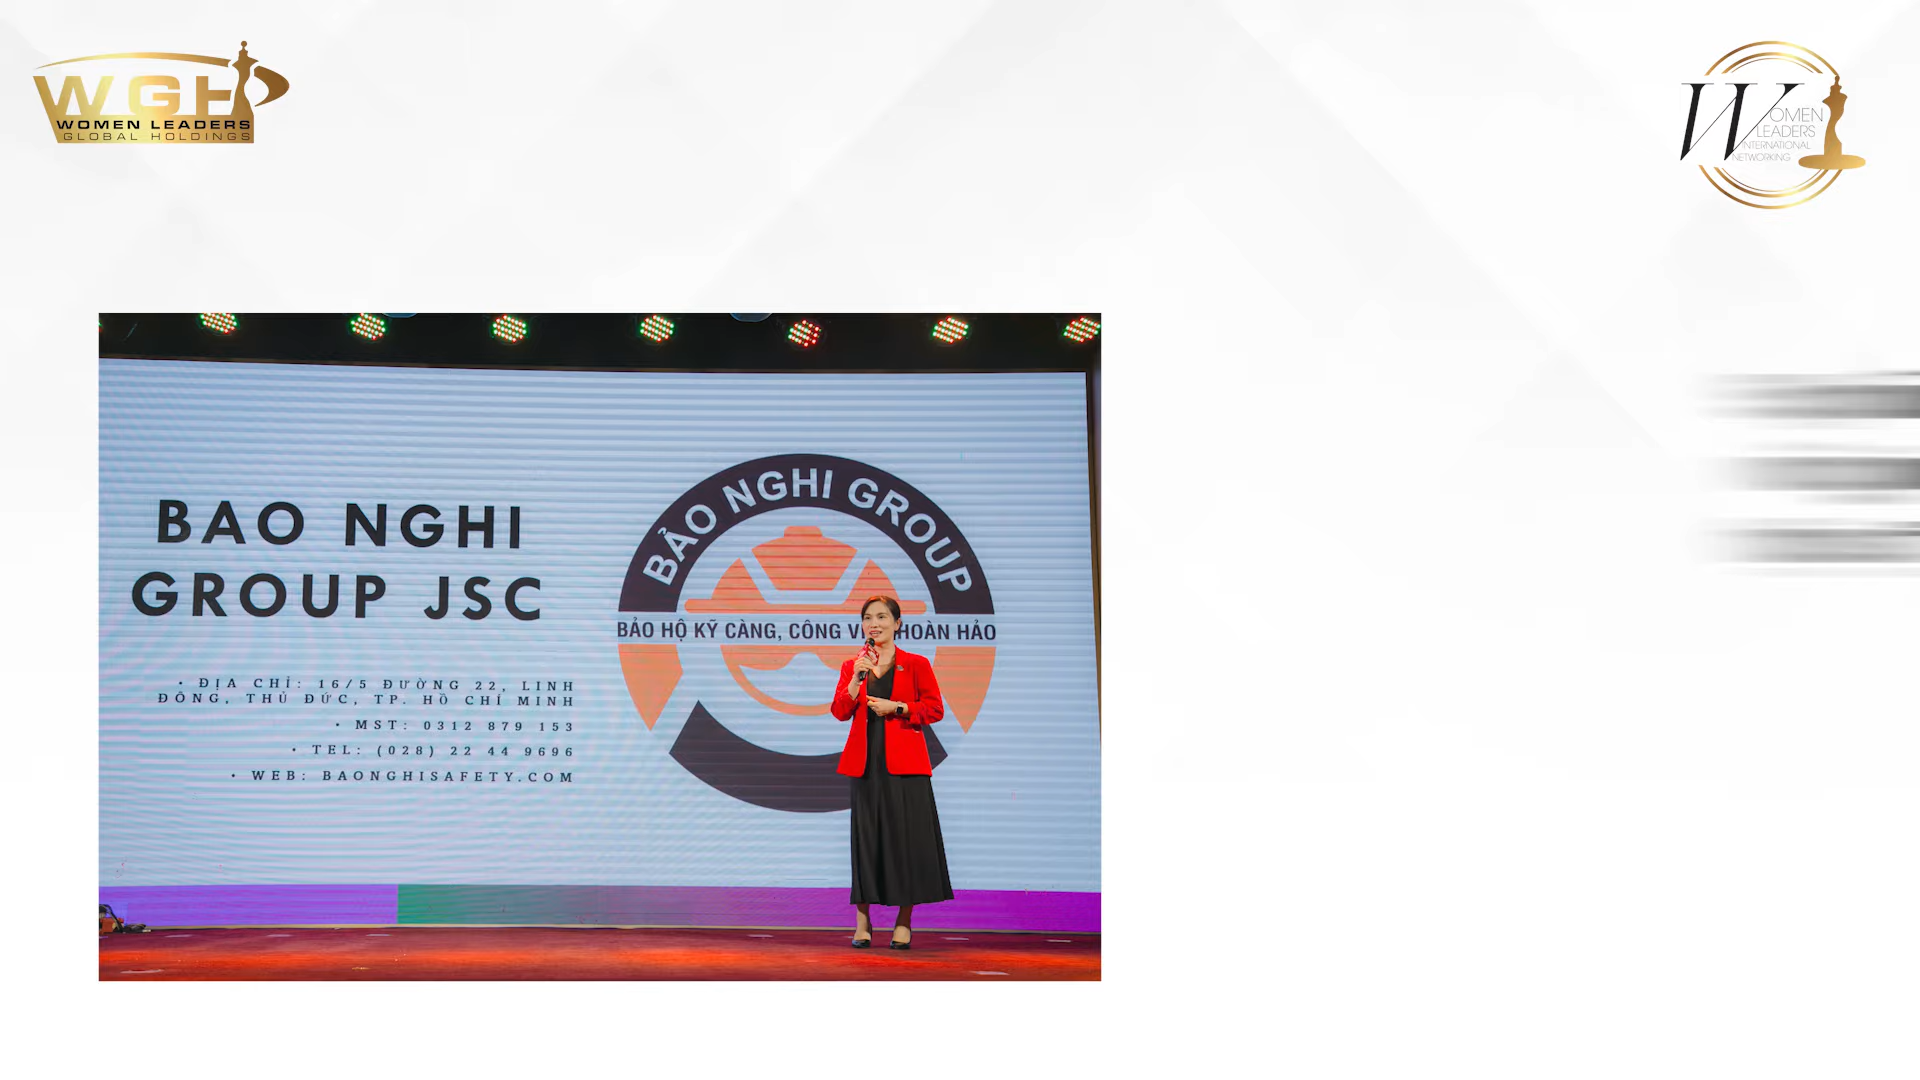 WGH
WOMEN LEADERS
GLOBAL HOLDINGS
WOMEN
LEADERS
INTERNATIONAL
NETWORKING
BAO NGHI
GROUP JSC
• ĐỊA CHỈ: 16/5 ĐƯỜNG 22, LINH
ĐÔNG, THỦ ĐỨC, TP. HỒ CHÍ MINH
• MST: 0312 879 153
• TEL: (028) 22 44 9696
• WEB: BAONGHISAFETY.COM
BẢO NGHI GROUP
BẢO HỘ KỸ CÀNG, CÔNG HOÀN HẢO